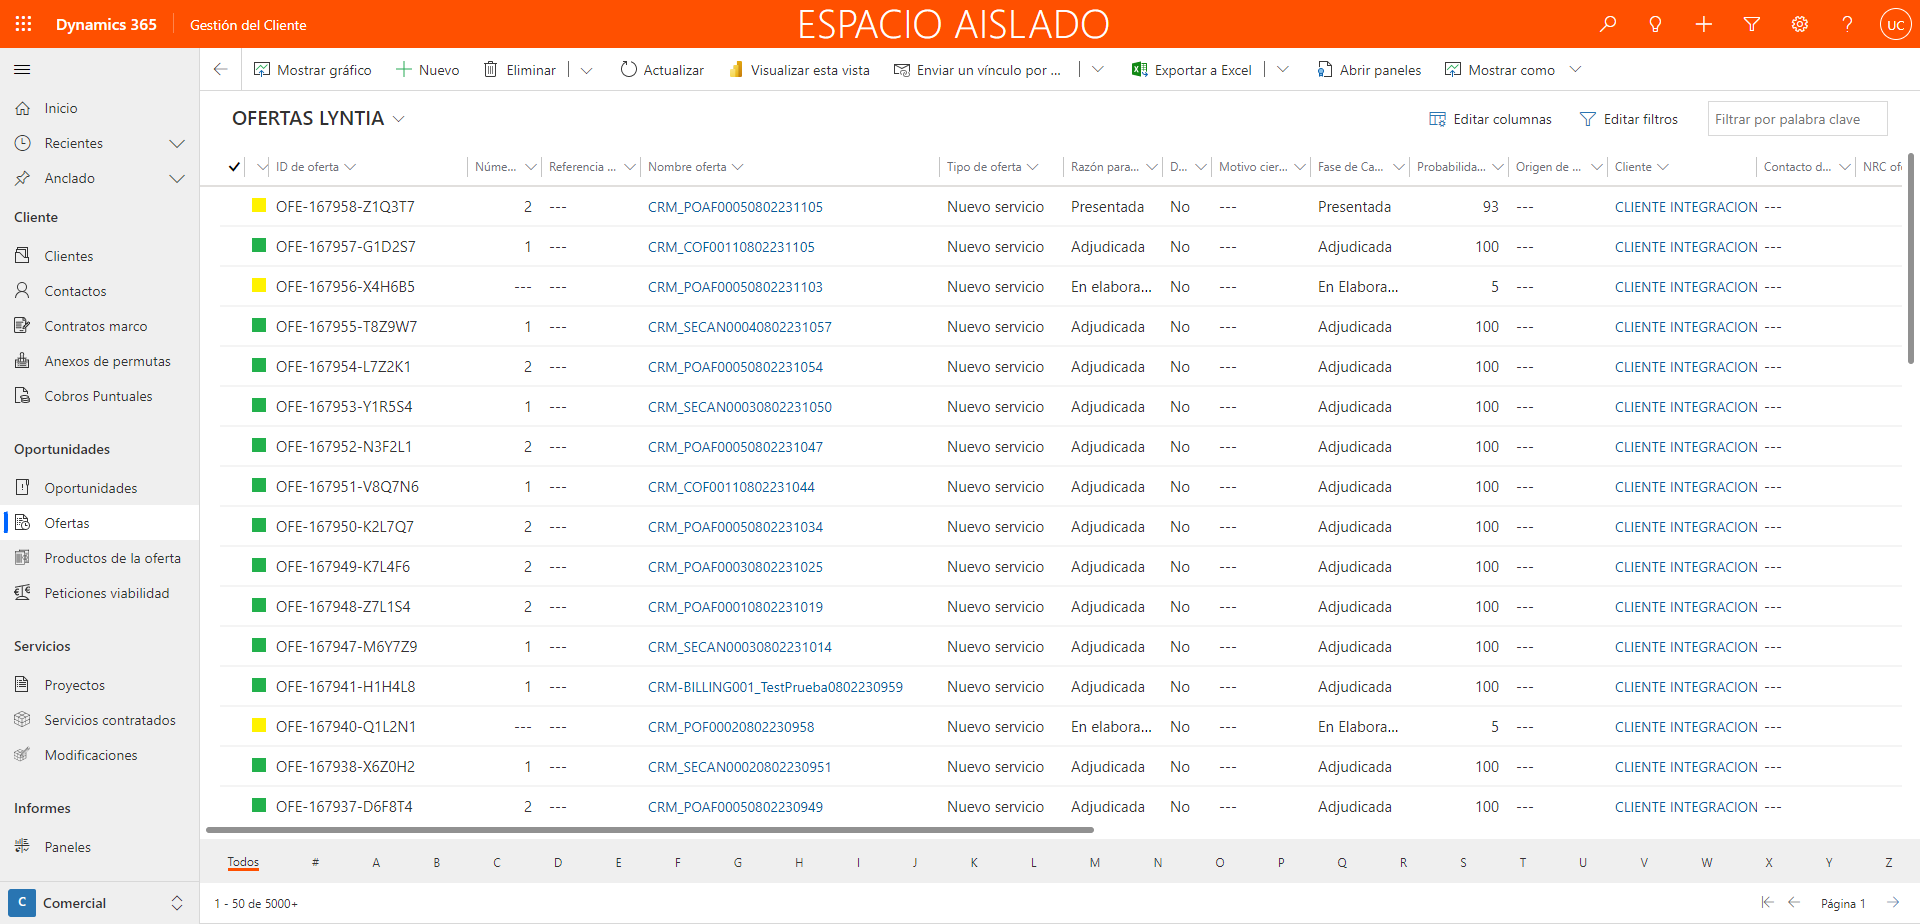 Dynamics 365 Gestión del Cliente ESPACIO AISLADO ? UC
Mostrar gráfico Nuevo Eliminar Actualizar Visualizar esta vista Enviar un vínculo por ... Exportar a Excel Abrir paneles Mostrar como
Inicio
Recientes
Anclado
Cliente
Clientes
Contactos
Contratos marco
Anexos de permutas
Cobros Puntuales
Oportunidades
Oportunidades
Ofertas
Productos de la oferta
Peticiones viabilidad
Servicios
Proyectos
Servicios contratados
Modificaciones
Informes
Paneles
C Comercial
OFERTAS LYNTIA Editar columnas Editar filtros Filtrar por palabra clave
ID de oferta Núme... Referencia ... Nombre oferta Tipo de oferta Razón para... D... Motivo cier... Fase de Ca... Probabilida... Origen de ... Cliente Contacto d... NRC of
OFE-167958-Z1Q3T7 2 --- CRM_POAF00050802231105 Nuevo servicio Presentada No --- Presentada 93 --- CLIENTE INTEGRACION ---
OFE-167957-G1D2S7 1 --- CRM_COF00110802231105 Nuevo servicio Adjudicada No --- Adjudicada 100 --- CLIENTE INTEGRACION ---
OFE-167956-X4H6B5 --- --- CRM_POAF00050802231103 Nuevo servicio En elabora... No --- En Elabora... 5 --- CLIENTE INTEGRACION ---
OFE-167955-T8Z9W7 1 --- CRM_SECAN00040802231057 Nuevo servicio Adjudicada No --- Adjudicada 100 --- CLIENTE INTEGRACION ---
OFE-167954-L7Z2K1 2 --- CRM_POAF00050802231054 Nuevo servicio Adjudicada No --- Adjudicada 100 --- CLIENTE INTEGRACION ---
OFE-167953-Y1R5S4 1 --- CRM_SECAN00030802231050 Nuevo servicio Adjudicada No --- Adjudicada 100 --- CLIENTE INTEGRACION ---
OFE-167952-N3F2L1 2 --- CRM_POAF00050802231047 Nuevo servicio Adjudicada No --- Adjudicada 100 --- CLIENTE INTEGRACION ---
OFE-167951-V8Q7N6 1 --- CRM_COF00110802231044 Nuevo servicio Adjudicada No --- Adjudicada 100 --- CLIENTE INTEGRACION ---
OFE-167950-K2L7Q7 2 --- CRM_POAF00050802231034 Nuevo servicio Adjudicada No --- Adjudicada 100 --- CLIENTE INTEGRACION ---
OFE-167949-K7L4F6 2 --- CRM_POAF00030802231025 Nuevo servicio Adjudicada No --- Adjudicada 100 --- CLIENTE INTEGRACION ---
OFE-167948-Z7L1S4 2 --- CRM_POAF00010802231019 Nuevo servicio Adjudicada No --- Adjudicada 100 --- CLIENTE INTEGRACION ---
OFE-167947-M6Y7Z9 1 --- CRM_SECAN00030802231014 Nuevo servicio Adjudicada No --- Adjudicada 100 --- CLIENTE INTEGRACION ---
OFE-167941-H1H4L8 1 --- CRM-BILLING001_TestPrueba0802230959 Nuevo servicio Adjudicada No --- Adjudicada 100 --- CLIENTE INTEGRACION ---
OFE-167940-Q1L2N1 --- --- CRM_POF00020802230958 Nuevo servicio En elabora... No --- En Elabora... 5 --- CLIENTE INTEGRACION ---
OFE-167938-X6Z0H2 1 --- CRM_SECAN00020802230951 Nuevo servicio Adjudicada No --- Adjudicada 100 --- CLIENTE INTEGRACION ---
OFE-167937-D6F8T4 2 --- CRM_POAF00050802230949 Nuevo servicio Adjudicada No --- Adjudicada 100 --- CLIENTE INTEGRACION ---
Todos # A B C D E F G H I J K L M N O P Q R S T U V W X Y Z
1 - 50 de 5000+ Página 1